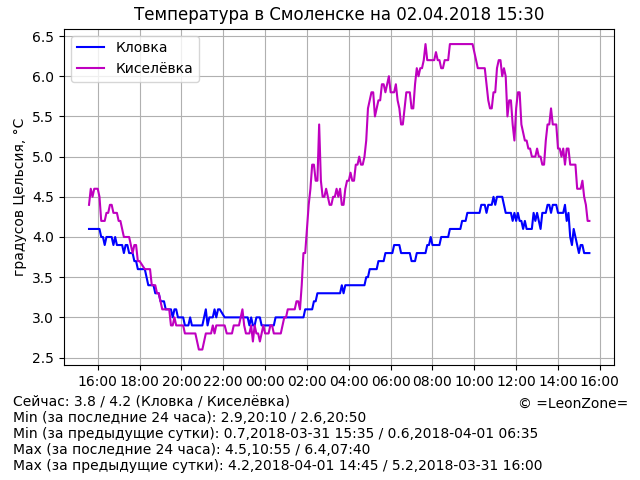 Температура в Смоленске на 02.04.2018 15:30
Кловка
Киселёвка
градусов Цельсия, °C
6.5
6.0
5.5
5.0
4.5
4.0
3.5
3.0
2.5
16:00 18:00 20:00 22:00 00:00 02:00 04:00 06:00 08:00 10:00 12:00 14:00 16:00
Сейчас: 3.8 / 4.2 (Кловка / Киселёвка)
© =LeonZone=
Min (за последние 24 часа): 2.9,20:10 / 2.6,20:50
Min (за предыдущие сутки): 0.7,2018-03-31 15:35 / 0.6,2018-04-01 06:35
Max (за последние 24 часа): 4.5,10:55 / 6.4,07:40
Max (за предыдущие сутки): 4.2,2018-04-01 14:45 / 5.2,2018-03-31 16:00